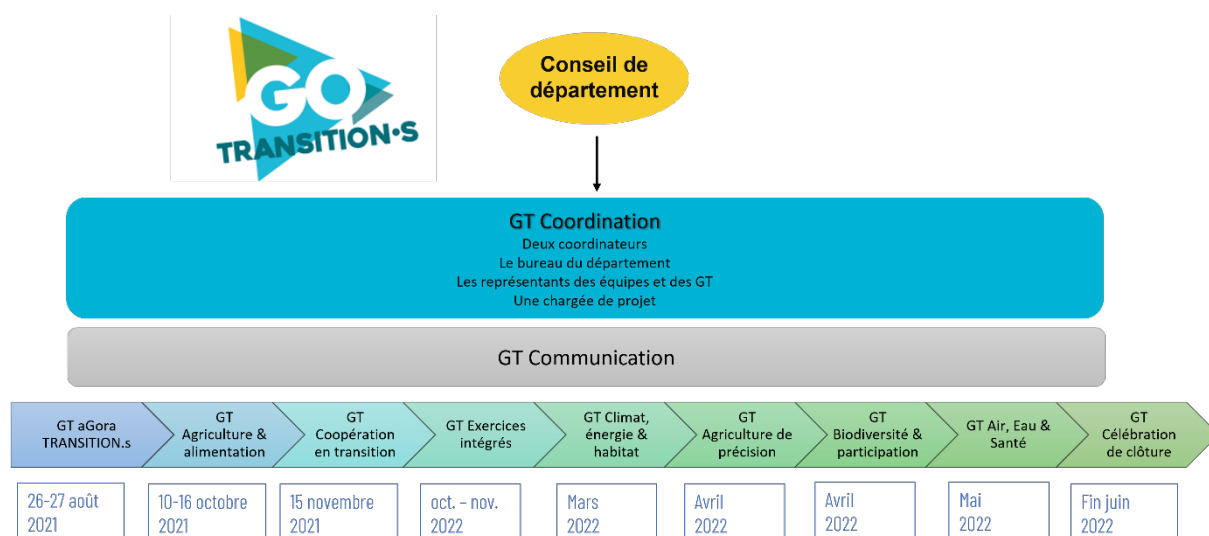 GO
TRANSITION•S
Conseil de
département
GT Coordination
Deux coordinateurs
Le bureau du département
Les représentants des équipes et des GT
Une chargée de projet
GT Communication
GT aGora
TRANSITION.s
GT
Agriculture &
alimentation
GT
Coopération
en transition
GT Exercices
intégrés
GT Climat,
énergie &
habitat
GT
Agriculture de
précision
GT
Biodiversité &
participation
GT Air, Eau &
Santé
GT
Célébration
de clôture
26-27 août
2021
10-16 octobre
2021
15 novembre
2021
oct. – nov.
2022
Mars
2022
Avril
2022
Avril
2022
Mai
2022
Fin juin
2022